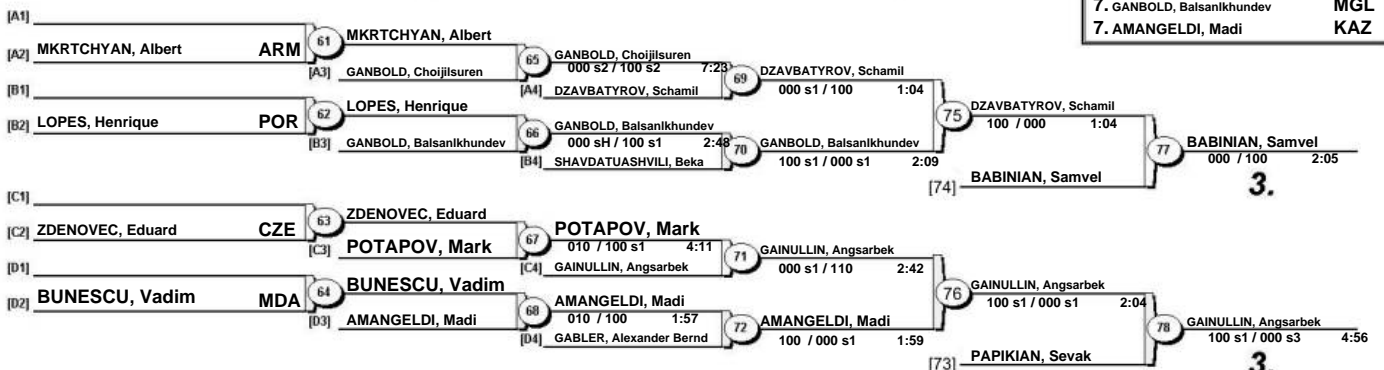 7. GANBOLD, Balsanlkhundev MGL
7. AMANGELDI, Madi KAZ
[A1]
[A2] MKRTCHYAN, Albert ARM
61
MKRTCHYAN, Albert
[A3] GANBOLD, Choijilsuren
65
GANBOLD, Choijilsuren
000 s2 / 100 s2 7:23
[A4] DZAVBATYROV, Schamil
69
DZAVBATYROV, Schamil
000 s1 / 100 1:04
[B1]
[B2] LOPES, Henrique POR
62
LOPES, Henrique
[B3] GANBOLD, Balsanlkhundev
66
GANBOLD, Balsanlkhundev
000 sH / 100 s1 2:48
[B4] SHAVDATUASHVILI, Beka
70
GANBOLD, Balsanlkhundev
100 s1 / 000 s1 2:09
75
DZAVBATYROV, Schamil
100 / 000 1:04
[74] BABINIAN, Samvel
77
BABINIAN, Samvel
000 / 100 2:05
3.
[C1]
[C2] ZDENOVEC, Eduard CZE
63
ZDENOVEC, Eduard
[C3] POTAPOV, Mark
67
POTAPOV, Mark
010 / 100 s1 4:11
[C4] GAINULLIN, Angsarbek
71
GAINULLIN, Angsarbek
000 s1 / 110 2:42
[D1]
[D2] BUNESCU, Vadim MDA
64
BUNESCU, Vadim
[D3] AMANGELDI, Madi
68
AMANGELDI, Madi
010 / 100 1:57
[D4] GABLER, Alexander Bernd
72
AMANGELDI, Madi
100 / 000 s1 1:59
76
GAINULLIN, Angsarbek
100 s1 / 000 s1 2:04
[73] PAPIKIAN, Sevak
78
GAINULLIN, Angsarbek
100 s1 / 000 s3 4:56
3.